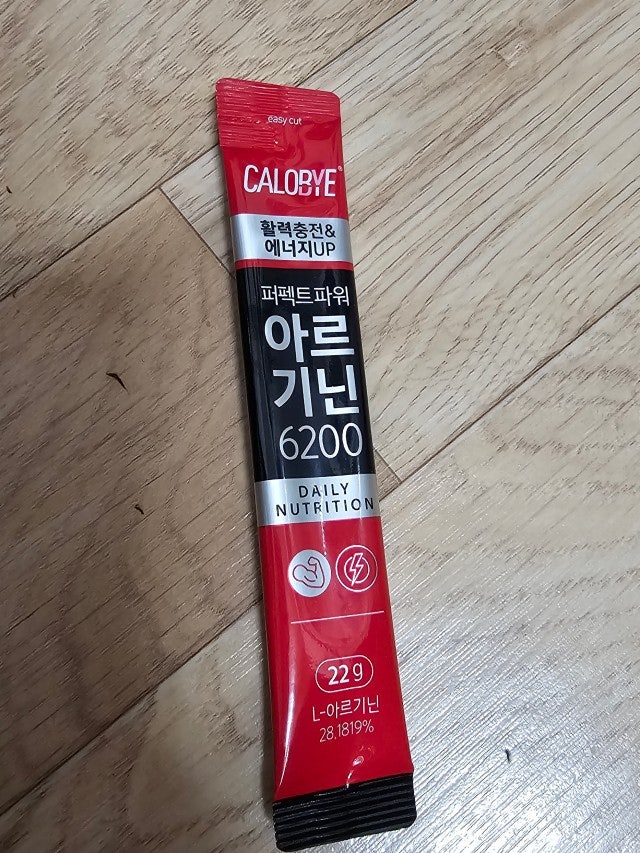 easy cut
CALOBYE®
활력충전&
에너지UP
퍼펙트파워
아르
기닌
6200
DAILY
NUTRITION
22g
L-아르기닌
28.1819%